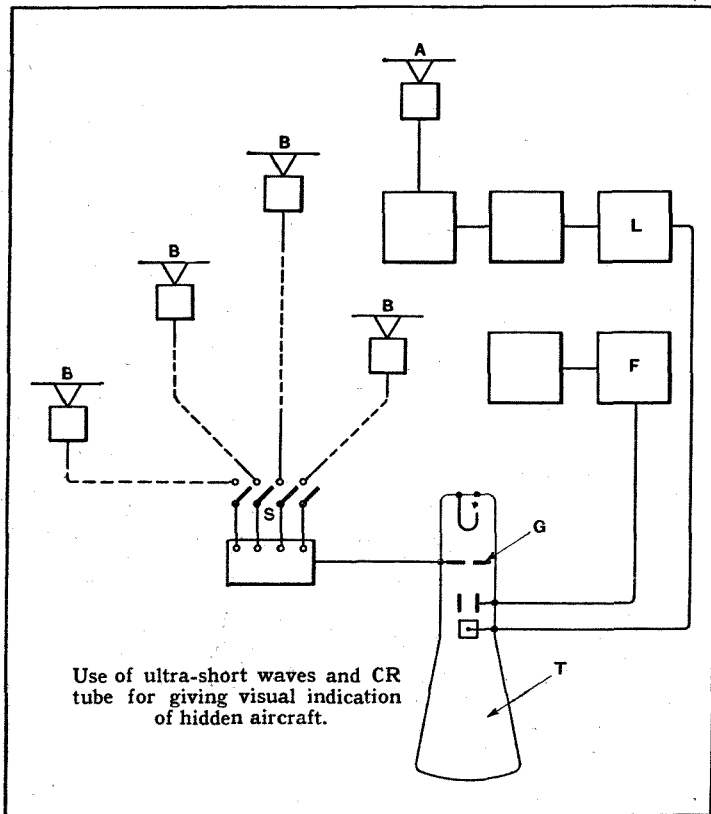 A
B
B
L
B
B
F
S
G
T
Use of ultra-short waves and CR
tube for giving visual indication
of hidden aircraft.